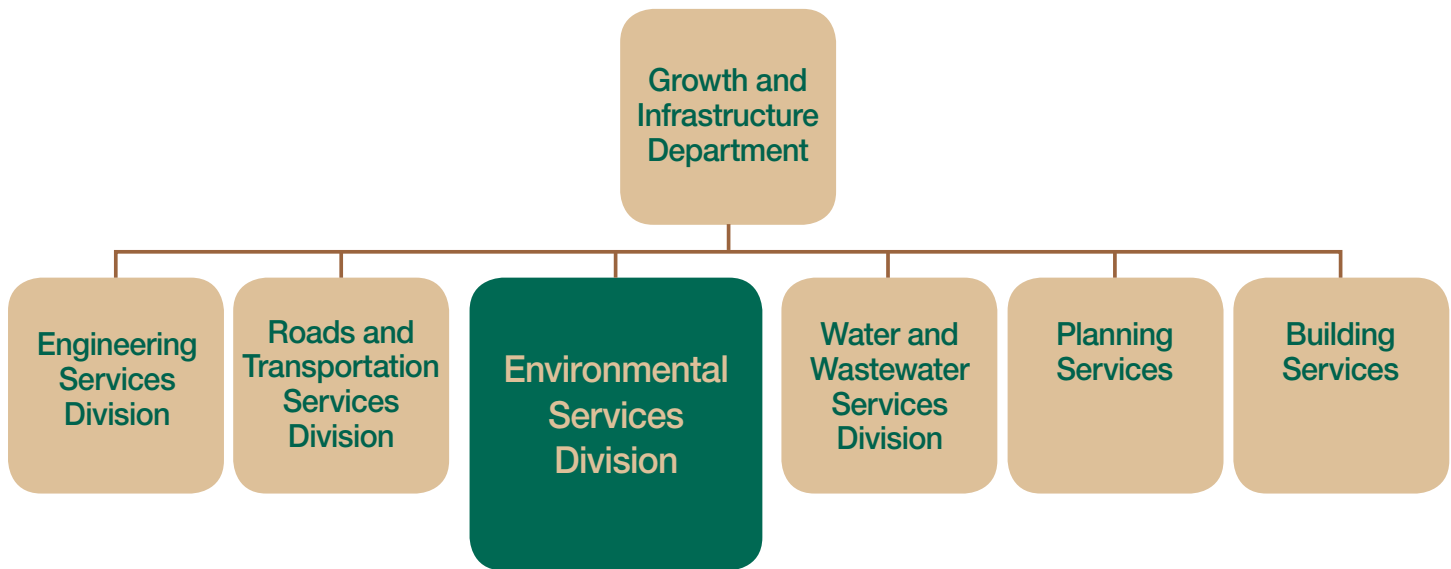 Growth and
Infrastructure
Department
Engineering
Services
Division
Roads and
Transportation
Services
Division
Environmental
Services
Division
Water and
Wastewater
Services
Division
Planning
Services
Building
Services